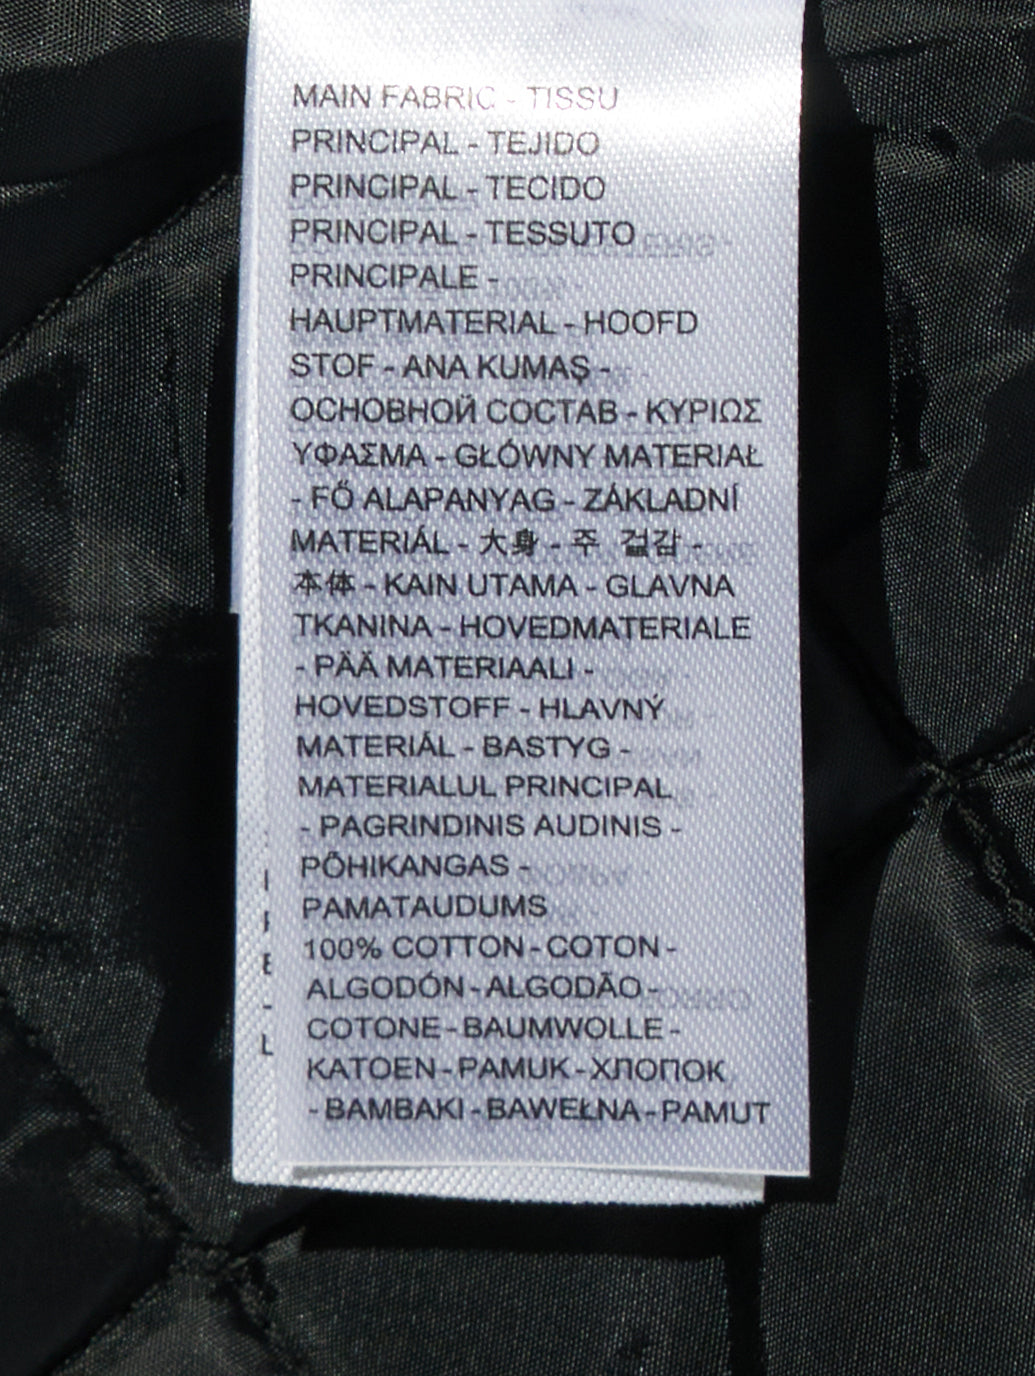 MAIN FABRIC - TISSU
PRINCIPAL - TEJIDO
PRINCIPAL - TECIDO
PRINCIPAL - TESSUTO
PRINCIPALE -
HAUPTMATERIAL - HOOFD
STOF - ANA KUMAŞ -
ОСНОВНОЙ СОСТАВ - ΚΥΡΙΩΣ
ΥΦΑΣΜΑ - GŁÓWNY MATERIAŁ
- FŐ ALAPANYAG - ZÁKLADNÍ
MATERIÁL - 大身 - 주 겉감 -
本体 - KAIN UTAMA - GLAVNA
TKANINA - HOVEDMATERIALE
- PÄÄ MATERIAALI -
HOVEDSTOFF - HLAVNÝ
MATERIÁL - BASTYG -
MATERIALUL PRINCIPAL
- PAGRINDINIS AUDINIS -
PÕHIKANGAS -
PAMATAUDUMS
100% COTTON - COTON -
ALGODÓN - ALGODÃO -
COTONE - BAUMWOLLE -
KATOEN - PAMUK - ХЛОПОК
- BAMBAKI - BAWEŁNA - PAMUT